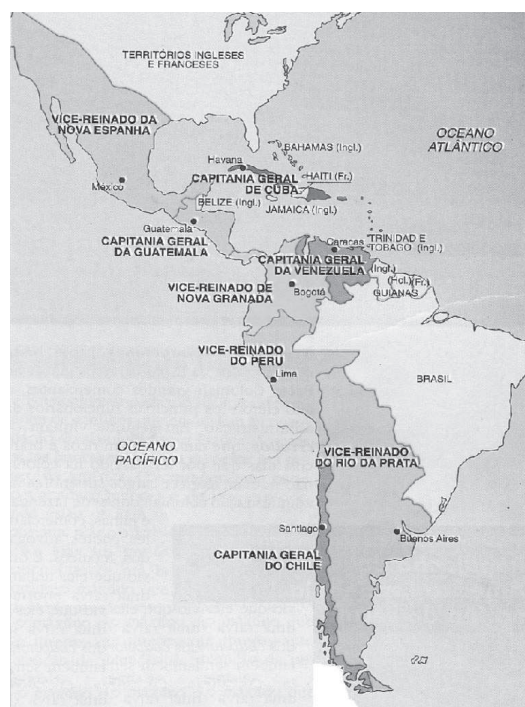 TERRITÓRIOS INGLESES
E FRANCESES
VICE-REINADO DA
NOVA ESPANHA
OCEANO
ATLÂNTICO
BAHAMAS (Ingl.)
Havana
HAITI (Fr.)
CAPITANIA GERAL
DE CUBA
México
BELIZE (Ingl.)
JAMAICA (Ingl.)
Guatemala
CAPITANIA GERAL
DA GUATEMALA
Caracas
TRINIDAD E
TOBAGO (Ingl.)
CAPITANIA GERAL
DA VENEZUELA
(Ingl.)
(Hol.)
(Fr.)
GUIANAS
VICE-REINADO DE
NOVA GRANADA
Bogotá
VICE-REINADO
DO PERU
Lima
BRASIL
OCEANO
PACÍFICO
VICE-REINADO
DO RIO DA PRATA
Santiago
Buenos Aires
CAPITANIA GERAL
DO CHILE